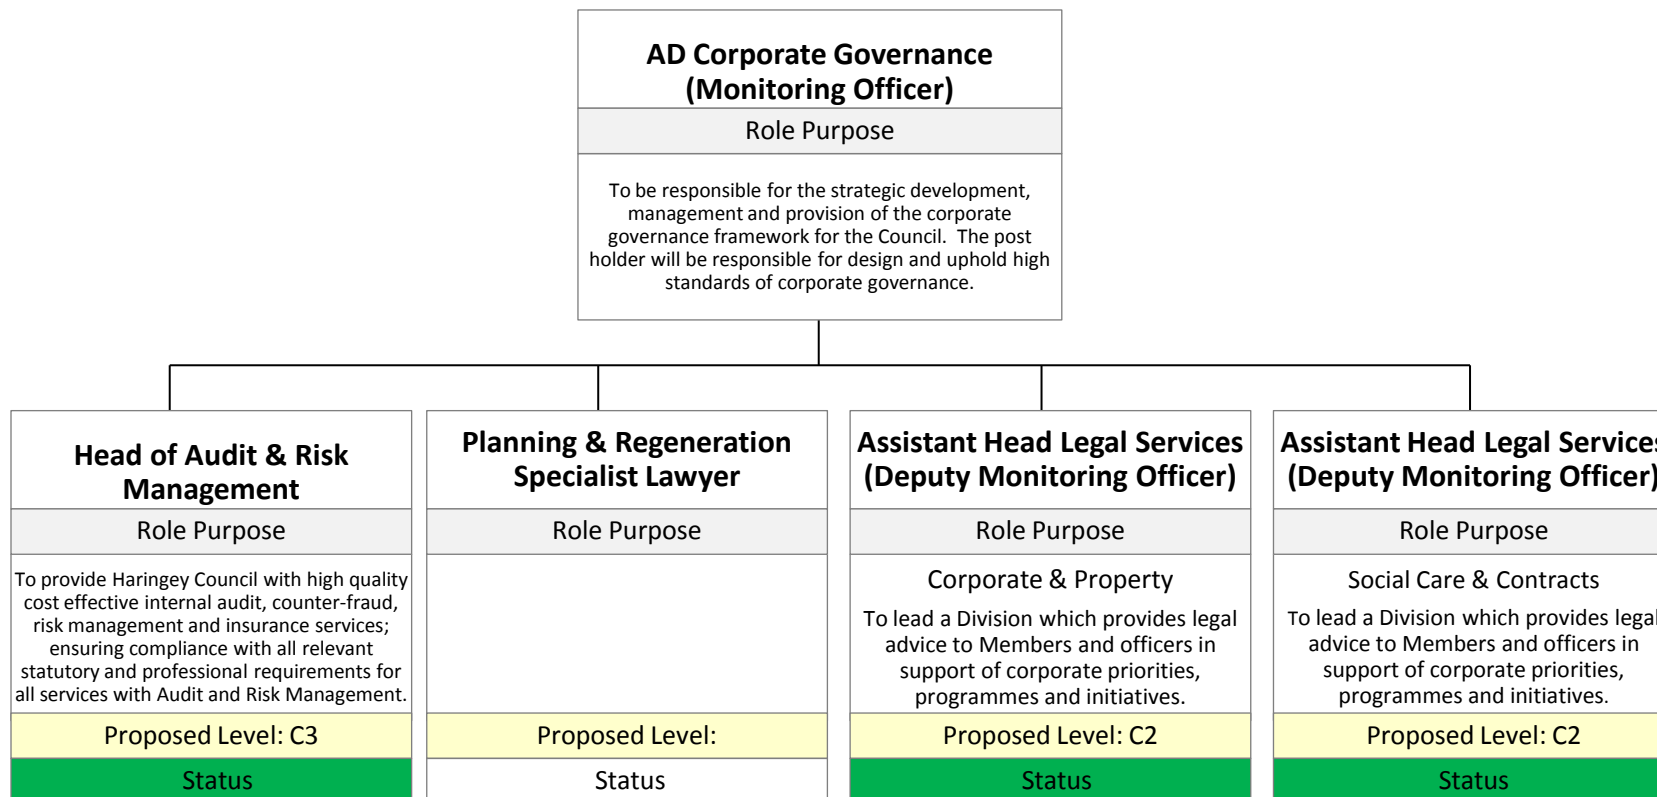 AD Corporate Governance
(Monitoring Officer)
Role Purpose
To be responsible for the strategic development,
management and provision of the corporate
governance framework for the Council.  The post
holder will be responsible for design and uphold high
standards of corporate governance.
Head of Audit & Risk
Management
Role Purpose
To provide Haringey Council with high quality
cost effective internal audit, counter-fraud,
risk management and insurance services;
ensuring compliance with all relevant
statutory and professional requirements for
all services with Audit and Risk Management.
Proposed Level: C3
Status
Planning & Regeneration
Specialist Lawyer
Role Purpose
Proposed Level:
Status
Assistant Head Legal Services
(Deputy Monitoring Officer)
Role Purpose
Corporate & Property
To lead a Division which provides legal
advice to Members and officers in
support of corporate priorities,
programmes and initiatives.
Proposed Level: C2
Status
Assistant Head Legal Services
(Deputy Monitoring Officer)
Role Purpose
Social Care & Contracts
To lead a Division which provides legal
advice to Members and officers in
support of corporate priorities,
programmes and initiatives.
Proposed Level: C2
Status